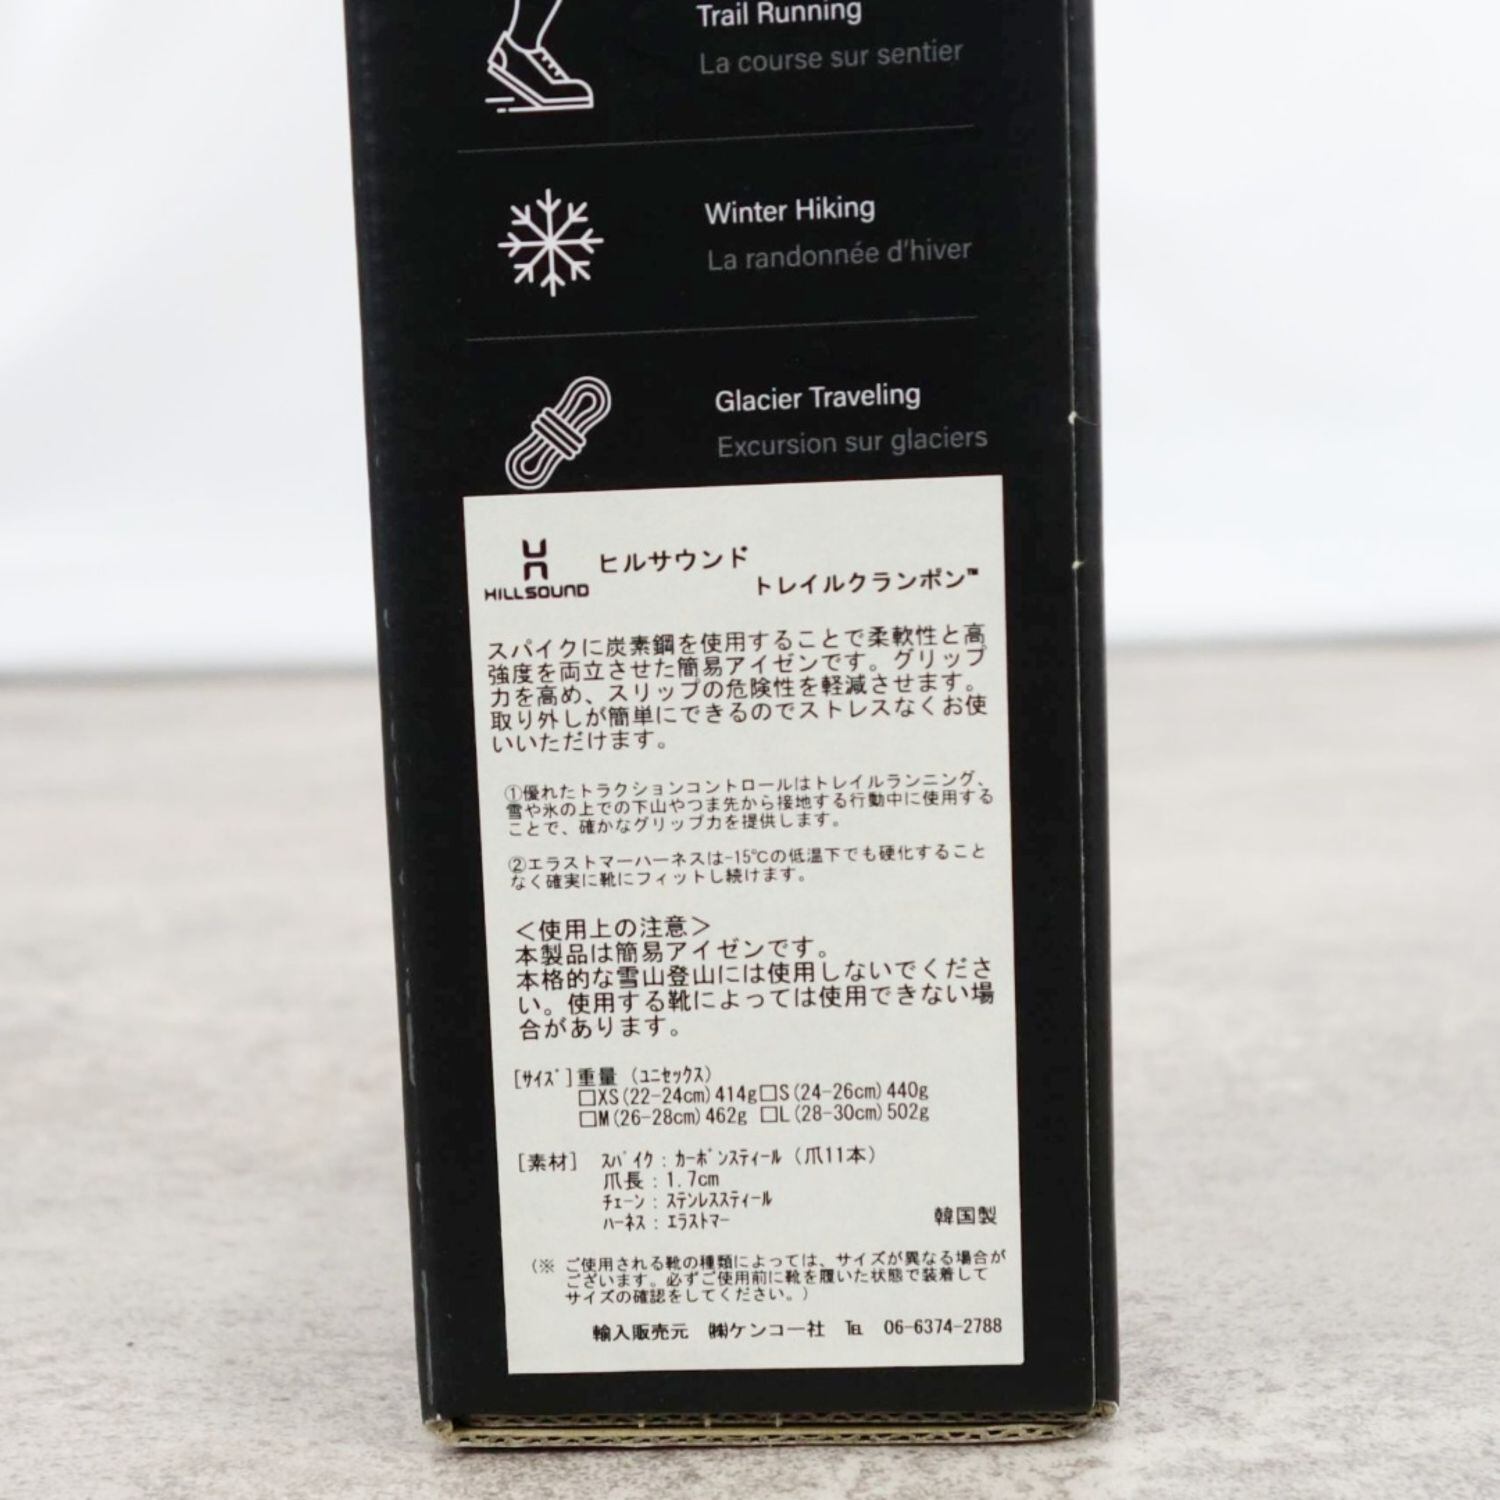 Trail Running
La course sur sentier
Winter Hiking
La randonnée d'hiver
Glacier Traveling
Excursion sur glaciers
HILLSOUND
ヒルサウンド
トレイルクランポン™
スパイクに炭素鋼を使用することで柔軟性と高
強度を両立させた簡易アイゼンです。グリップ
力を高め、スリップの危険性を軽減させます。
取り外しが簡単にできるのでストレスなくお使
いいただけます。
①優れたトラクションコントロールはトレイルランニング、
雪や氷の上での下山やつま先から接地する行動中に使用する
ことで、確かなグリップ力を提供します。
②エラストマーハーネスは-15℃の低温下でも硬化すること
なく確実に靴にフィットし続けます。
＜使用上の注意＞
本製品は簡易アイゼンです。
本格的な雪山登山には使用しないでくださ
い。使用する靴によっては使用できない場
合があります。
[ｻｲｽﾞ]重量（ﾕﾆｾｯｸｽ）
□XS(22-24cm)414g□S(24-26cm)440g
□M(26-28cm)462g □L(28-30cm)502g
[素材] ｽﾊﾟｲｸ：ｶｰﾎﾞﾝｽﾃｨｰﾙ（爪11本）
爪長：1.7cm
ﾁｪｰﾝ：ｽﾃﾝﾚｽｽﾃｨｰﾙ
ﾊｰﾈｽ：ｴﾗｽﾄﾏｰ 韓国製
（※ ご使用される靴の種類によっては、サイズが異なる場合が
ございます。必ずご使用前に靴を履いた状態で装着して
サイズの確認をしてください。）
輸入販売元 ㈱ケンコー社 ℡ 06-6374-2788